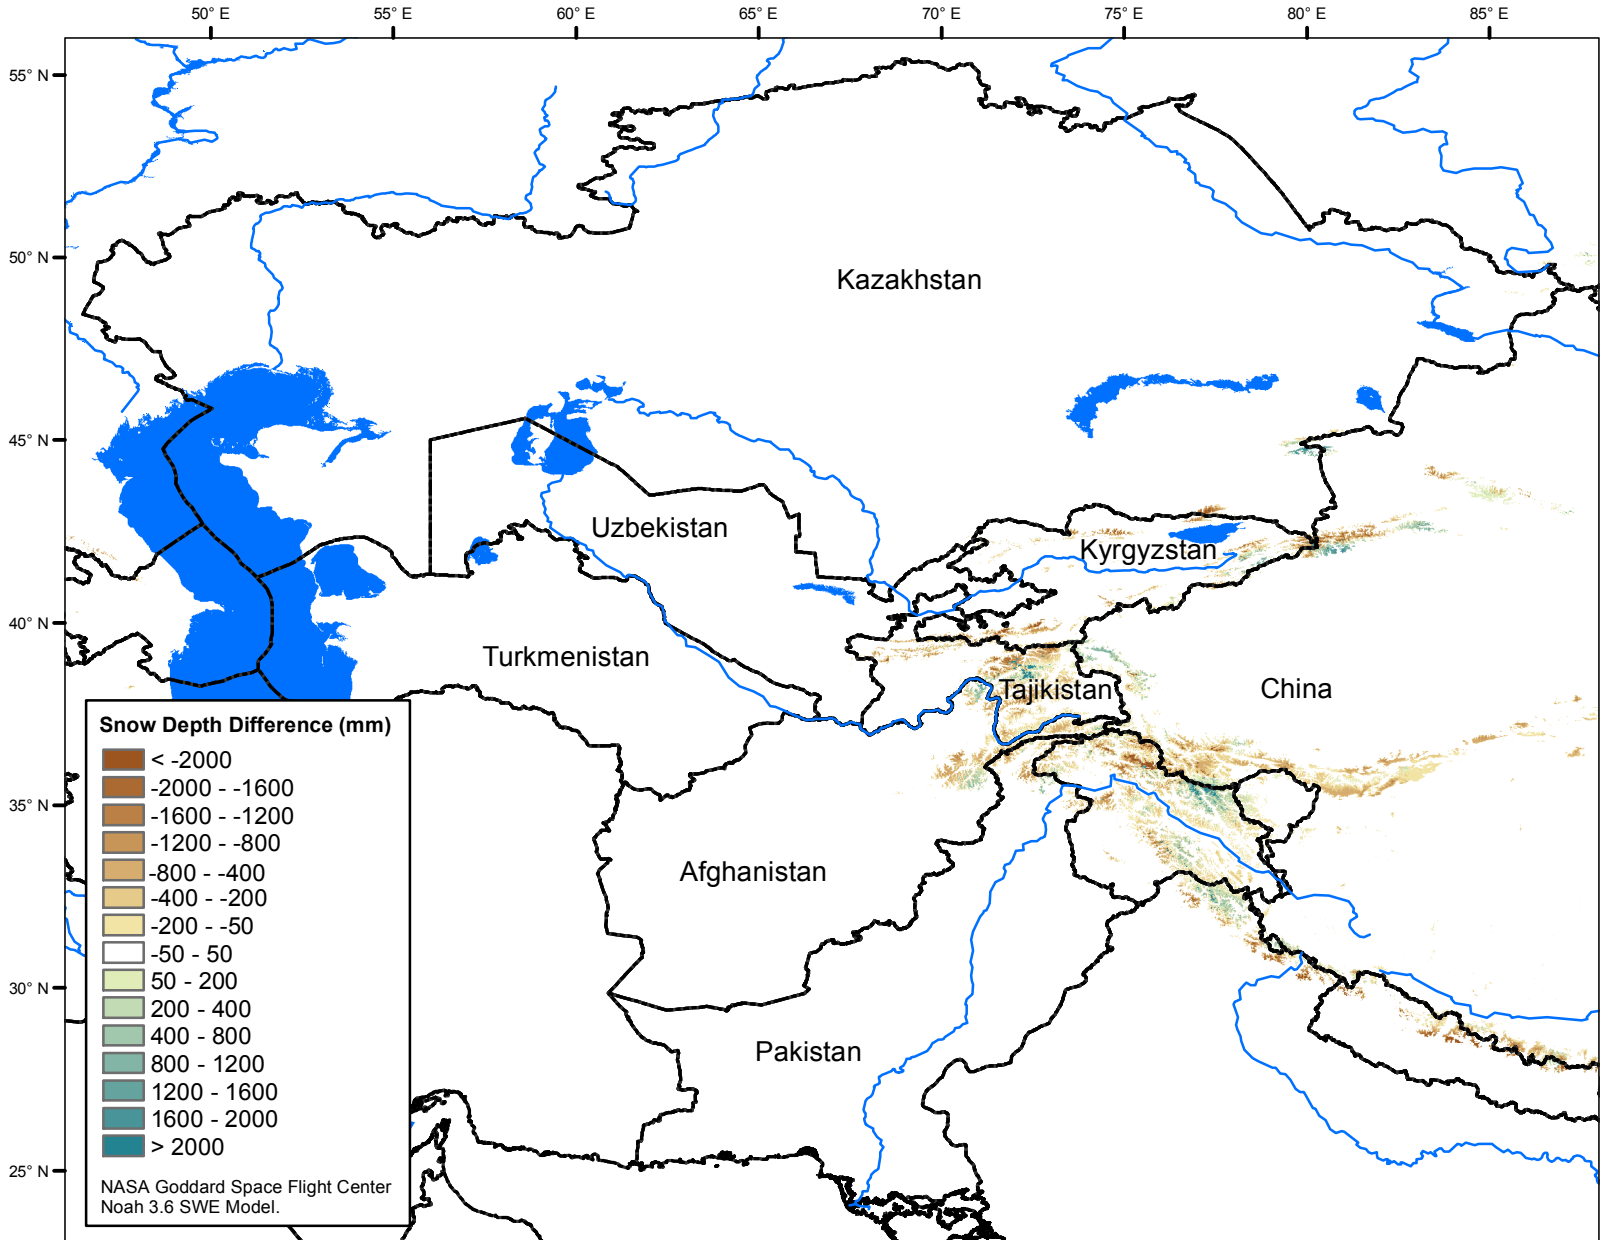 50° E 55° E 60° E 65° E 70° E 75° E 80° E 85° E
55° N
50° N
Kazakhstan
45° N
Uzbekistan
Kyrgyzstan
40° N
Turkmenistan
Tajikistan
China
35° N
Afghanistan
30° N
Pakistan
25° N
Snow Depth Difference (mm)
< -2000
-2000 - -1600
-1600 - -1200
-1200 - -800
-800 - -400
-400 - -200
-200 - -50
-50 - 50
50 - 200
200 - 400
400 - 800
800 - 1200
1200 - 1600
1600 - 2000
> 2000
NASA Goddard Space Flight Center
Noah 3.6 SWE Model.